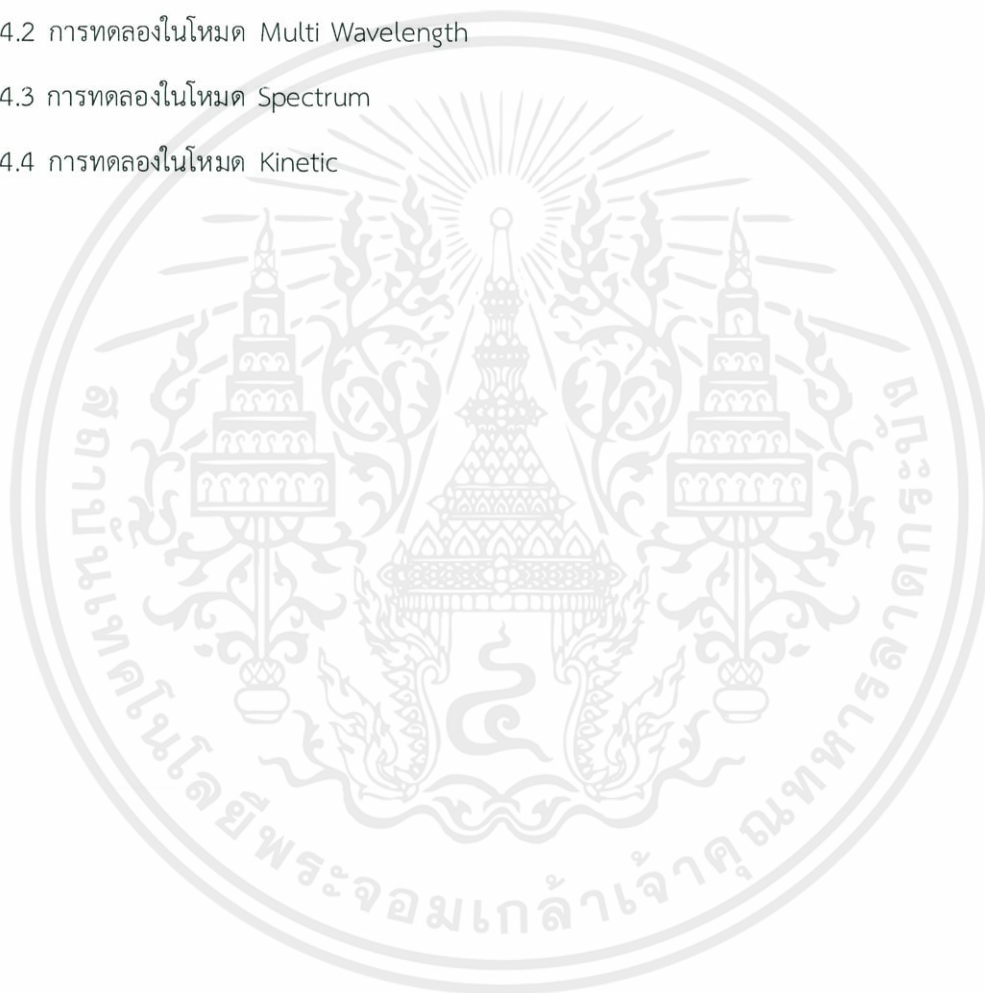 4.2 การทดลองในโหมด Multi Wavelength
4.3 การทดลองในโหมด Spectrum
4.4 การทดลองในโหมด Kinetic
สถาบันเทคโนโลยีพระจอมเกล้าเจ้าคุณทหารลาดกระบัง
๔